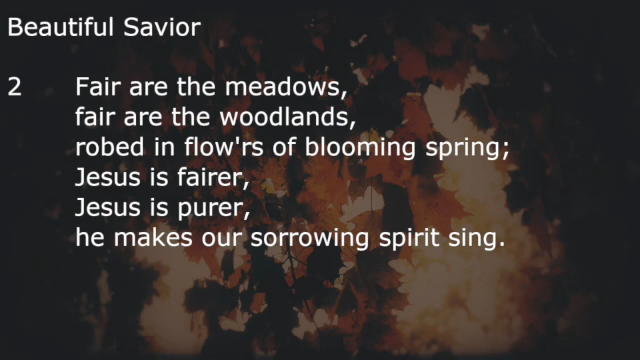 Beautiful Savior
2 Fair are the meadows,
fair are the woodlands,
robed in flow'rs of blooming spring;
Jesus is fairer,
Jesus is purer,
he makes our sorrowing spirit sing.